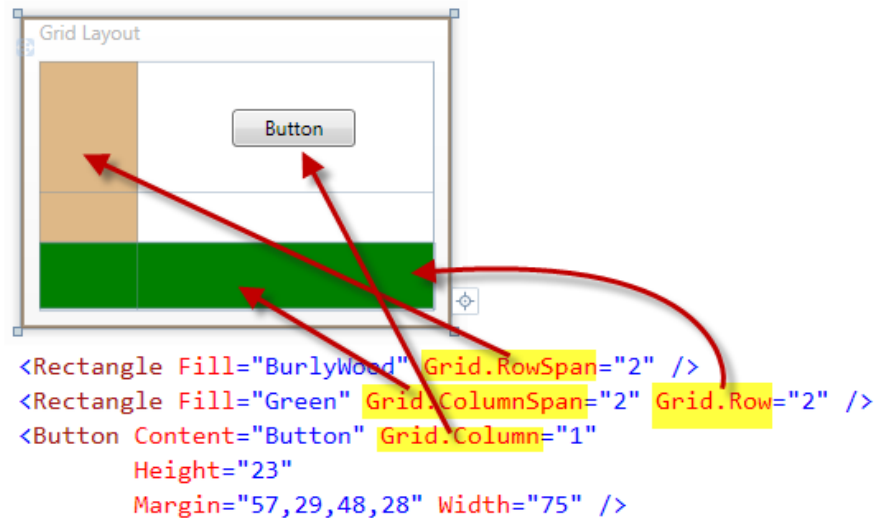 Grid Layout
Button
<Rectangle Fill="BurlyWood" Grid.RowSpan="2" />
<Rectangle Fill="Green" Grid.ColumnSpan="2" Grid.Row="2" />
<Button Content="Button" Grid.Column="1"
Height="23"
Margin="57,29,48,28" Width="75" />